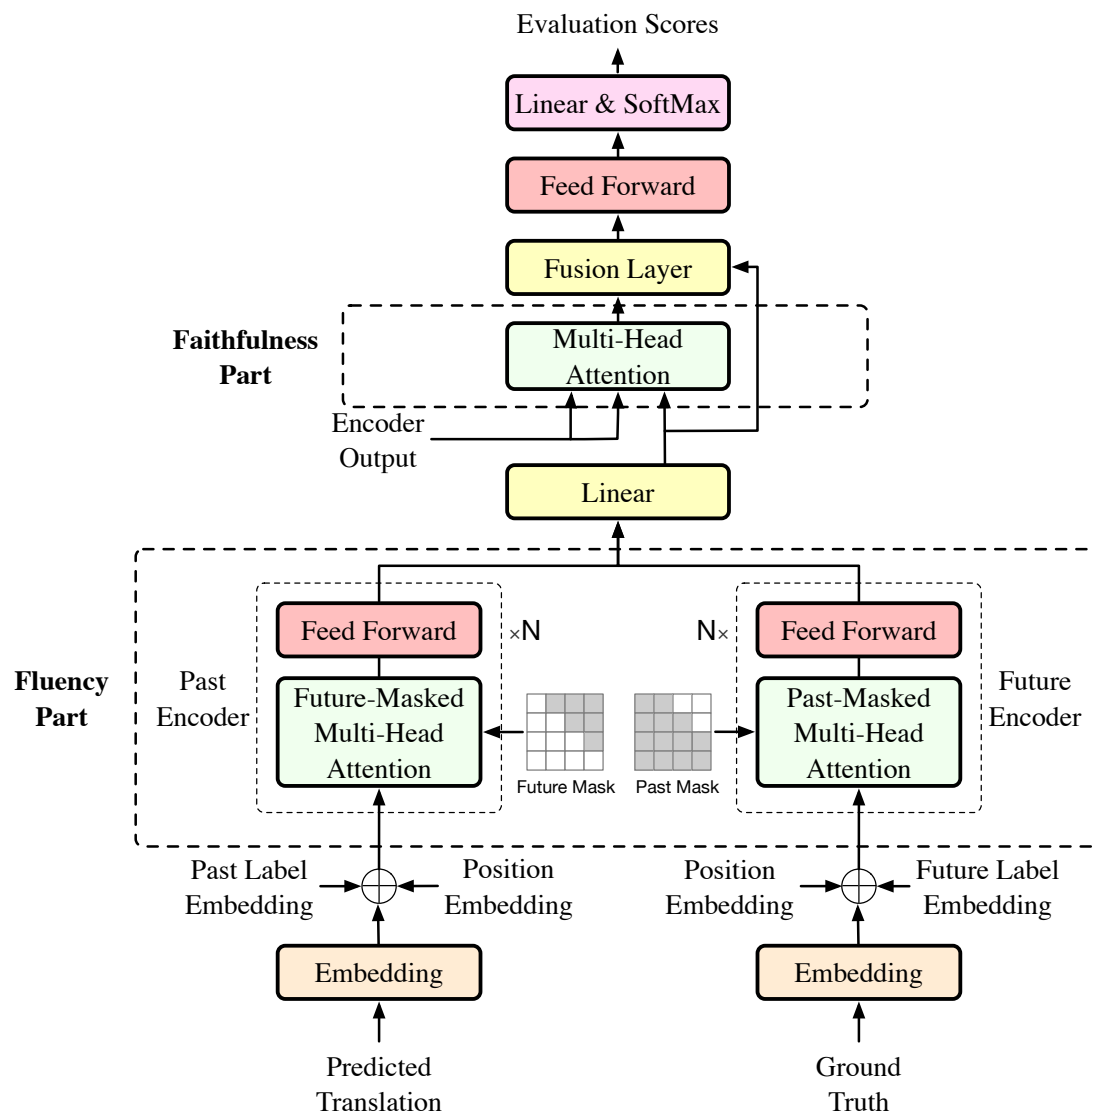 Evaluation Scores
Linear & SoftMax
Feed Forward
Fusion Layer
Faithfulness
Part
Multi-Head
Attention
Encoder
Output
Linear
Fluency
Part
Past
Encoder
Feed Forward
×N
Future-Masked
Multi-Head
Attention
Future Mask
N×
Feed Forward
Past-Masked
Multi-Head
Attention
Past Mask
Future
Encoder
Past Label
Embedding
Position
Embedding
Position
Embedding
Future Label
Embedding
Embedding
Embedding
Predicted
Translation
Ground
Truth